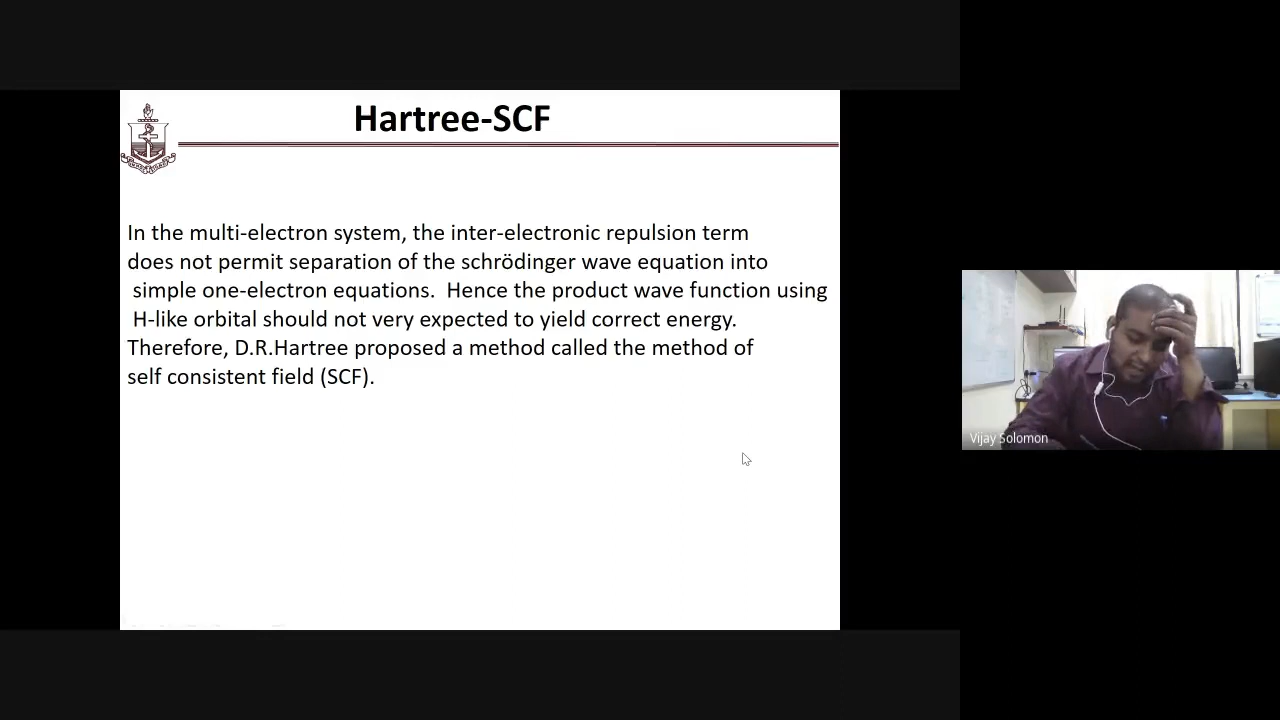 Hartree-SCF
In the multi-electron system, the inter-electronic repulsion term
does not permit separation of the schrödinger wave equation into
simple one-electron equations.  Hence the product wave function using
H-like orbital should not very expected to yield correct energy.
Therefore, D.R.Hartree proposed a method called the method of
self consistent field (SCF).
Vijay Solomon